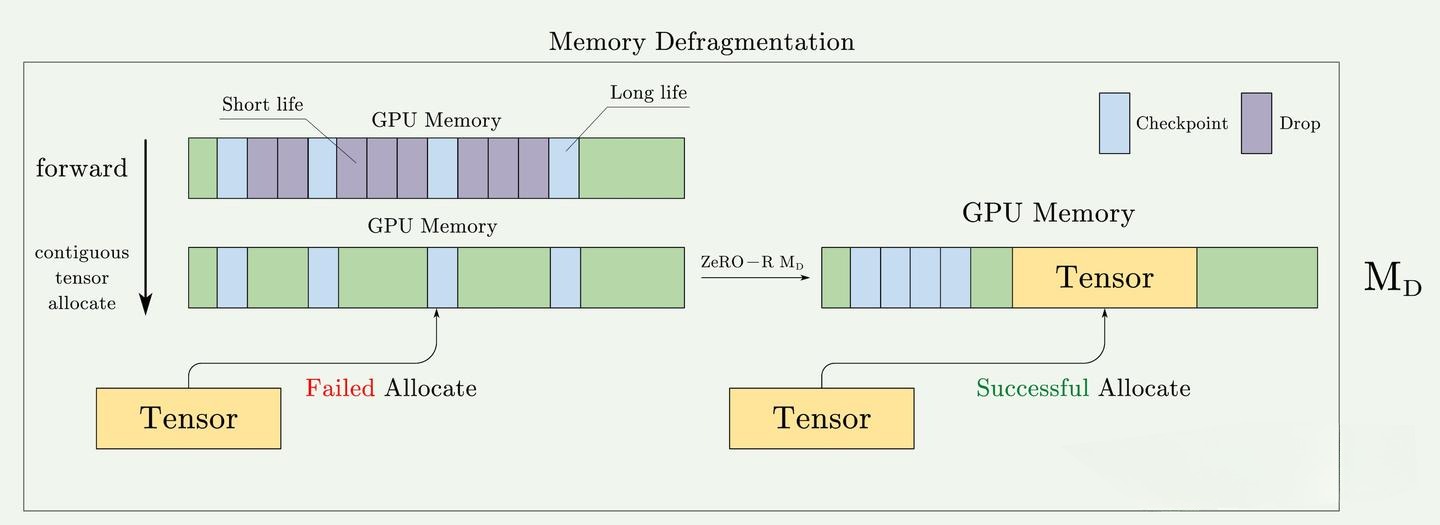 Memory Defragmentation
Short life
Long life
GPU Memory
Checkpoint
Drop
forward
GPU Memory
GPU Memory
contiguous
tensor
allocate
ZeRO-R M_D
Tensor
M_D
Failed Allocate
Successful Allocate
Tensor
Tensor